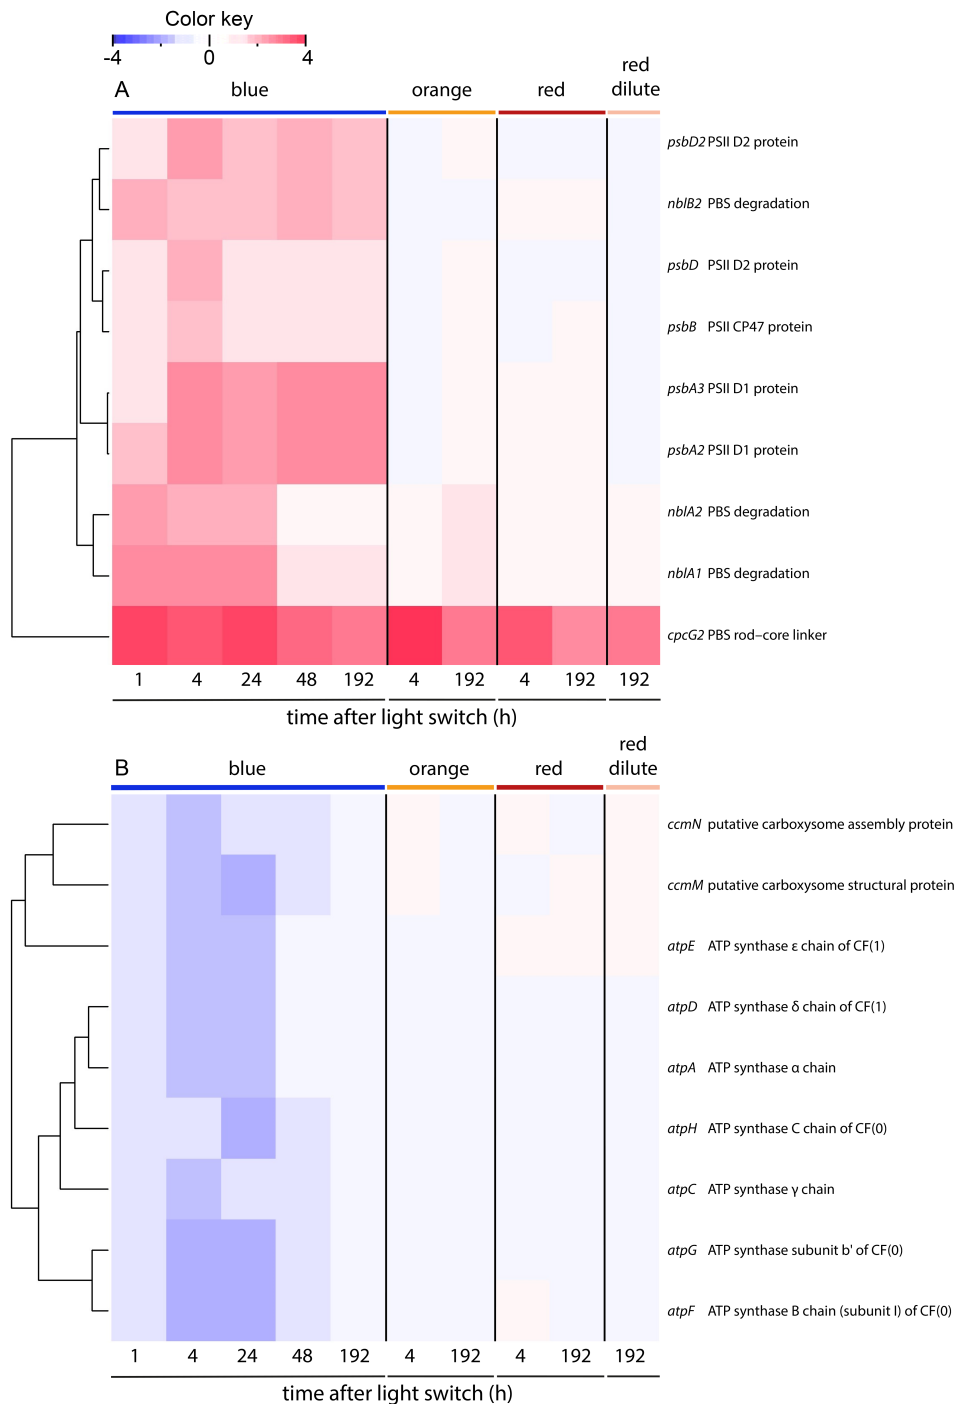 Color key
-4 0 4
A blue orange red red dilute
psbD2 PSII D2 protein
nblB2 PBS degradation
psbD PSII D2 protein
psbB PSII CP47 protein
psbA3 PSII D1 protein
psbA2 PSII D1 protein
nblA2 PBS degradation
nblA1 PBS degradation
cpcG2 PBS rod–core linker
1 4 24 48 192 4 192 4 192 192
time after light switch (h)
B blue orange red red dilute
ccmN putative carboxysome assembly protein
ccmM putative carboxysome structural protein
atpE ATP synthase ε chain of CF(1)
atpD ATP synthase δ chain of CF(1)
atpA ATP synthase α chain
atpH ATP synthase C chain of CF(0)
atpC ATP synthase γ chain
atpG ATP synthase subunit b' of CF(0)
atpF ATP synthase B chain (subunit I) of CF(0)
1 4 24 48 192 4 192 4 192 192
time after light switch (h)